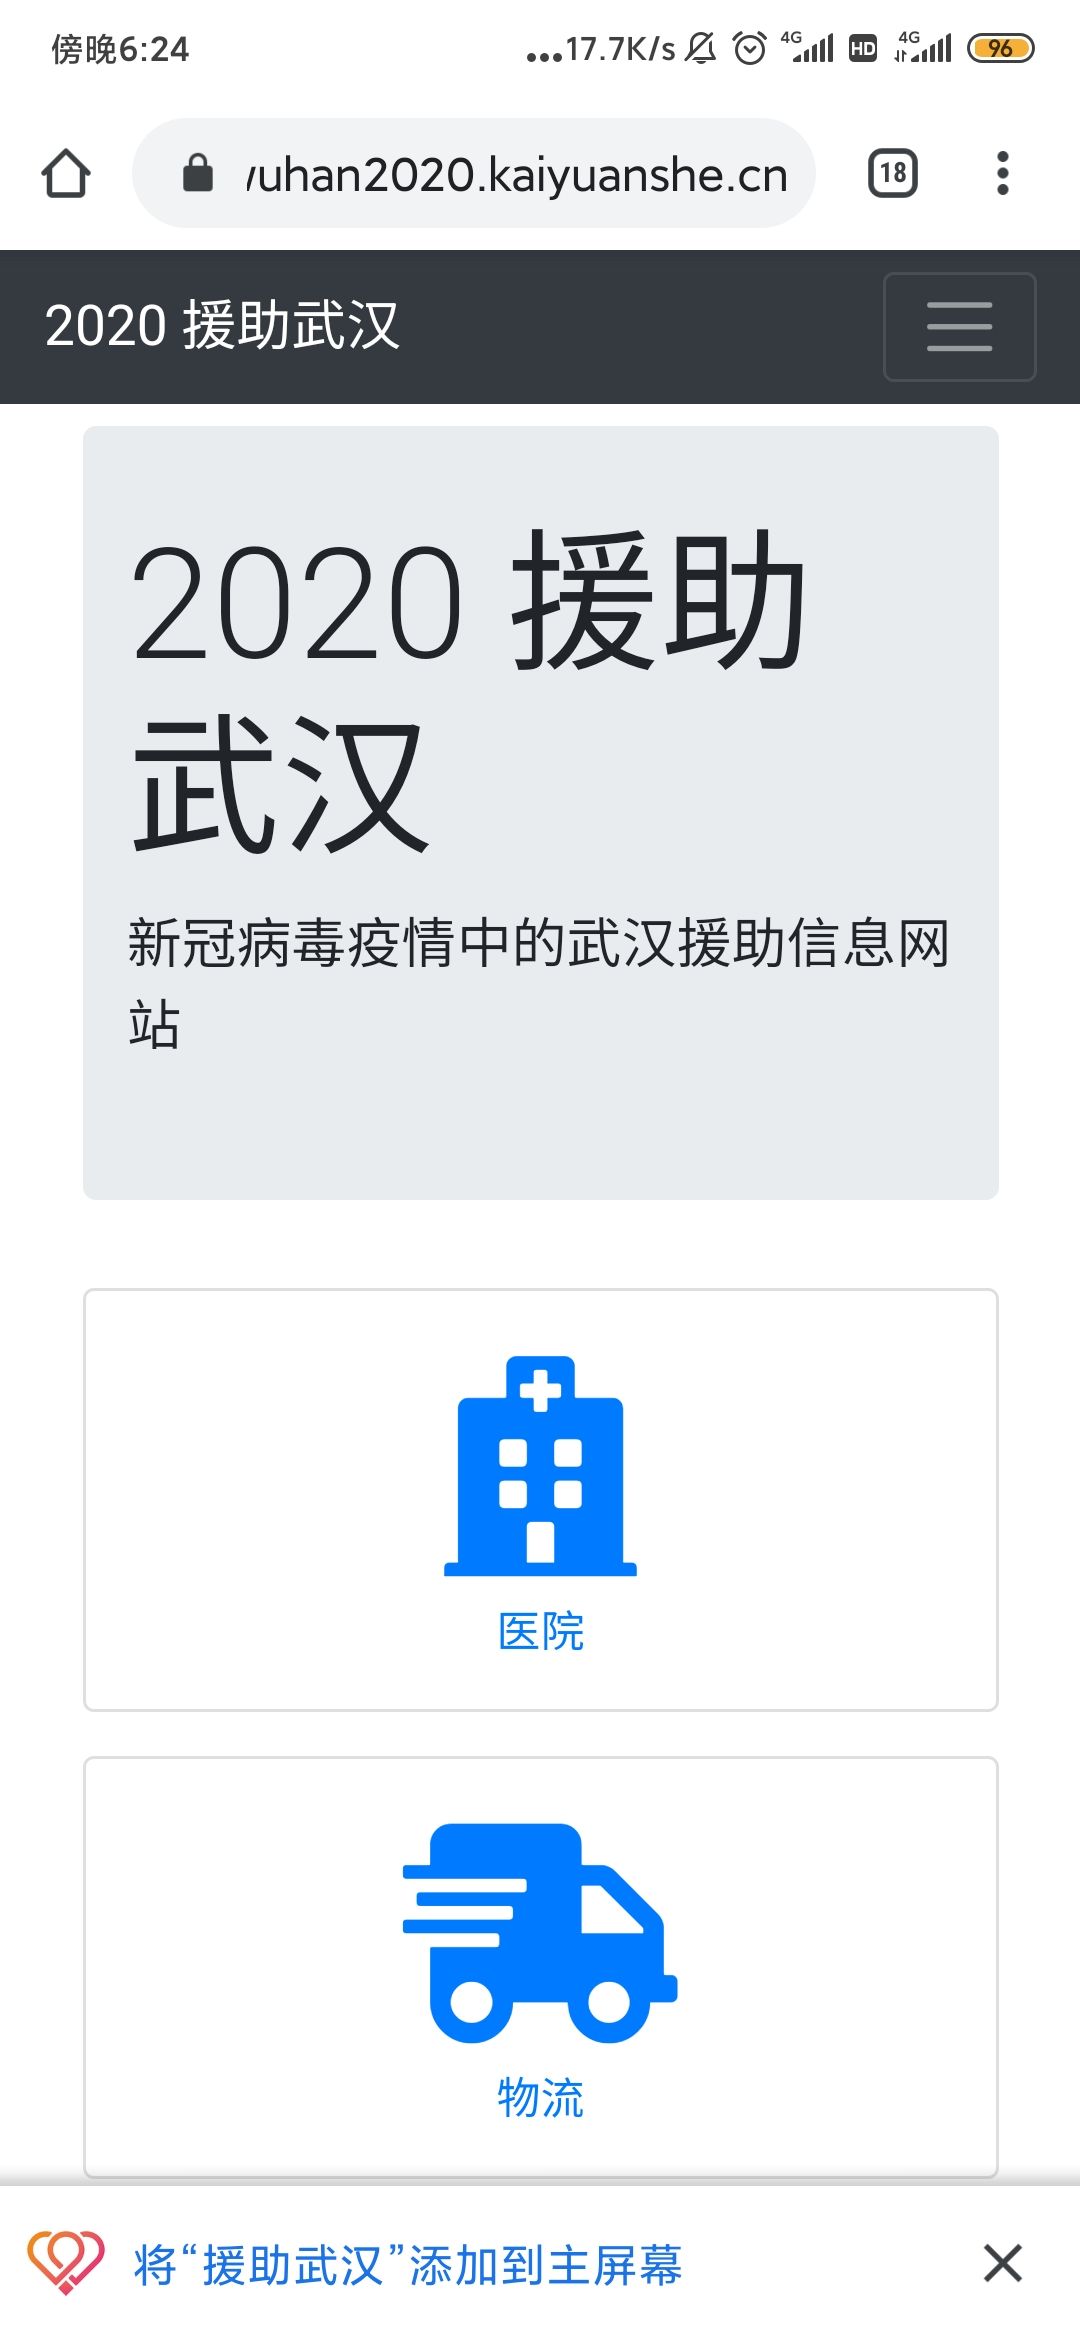 傍晚6:24
...17.7K/s 4G HD 4G 96
uhan2020.kaiyuanshe.cn
18
2020 援助武汉
2020 援助
武汉
新冠病毒疫情中的武汉援助信息网
站
医院
物流
将“援助武汉”添加到主屏幕